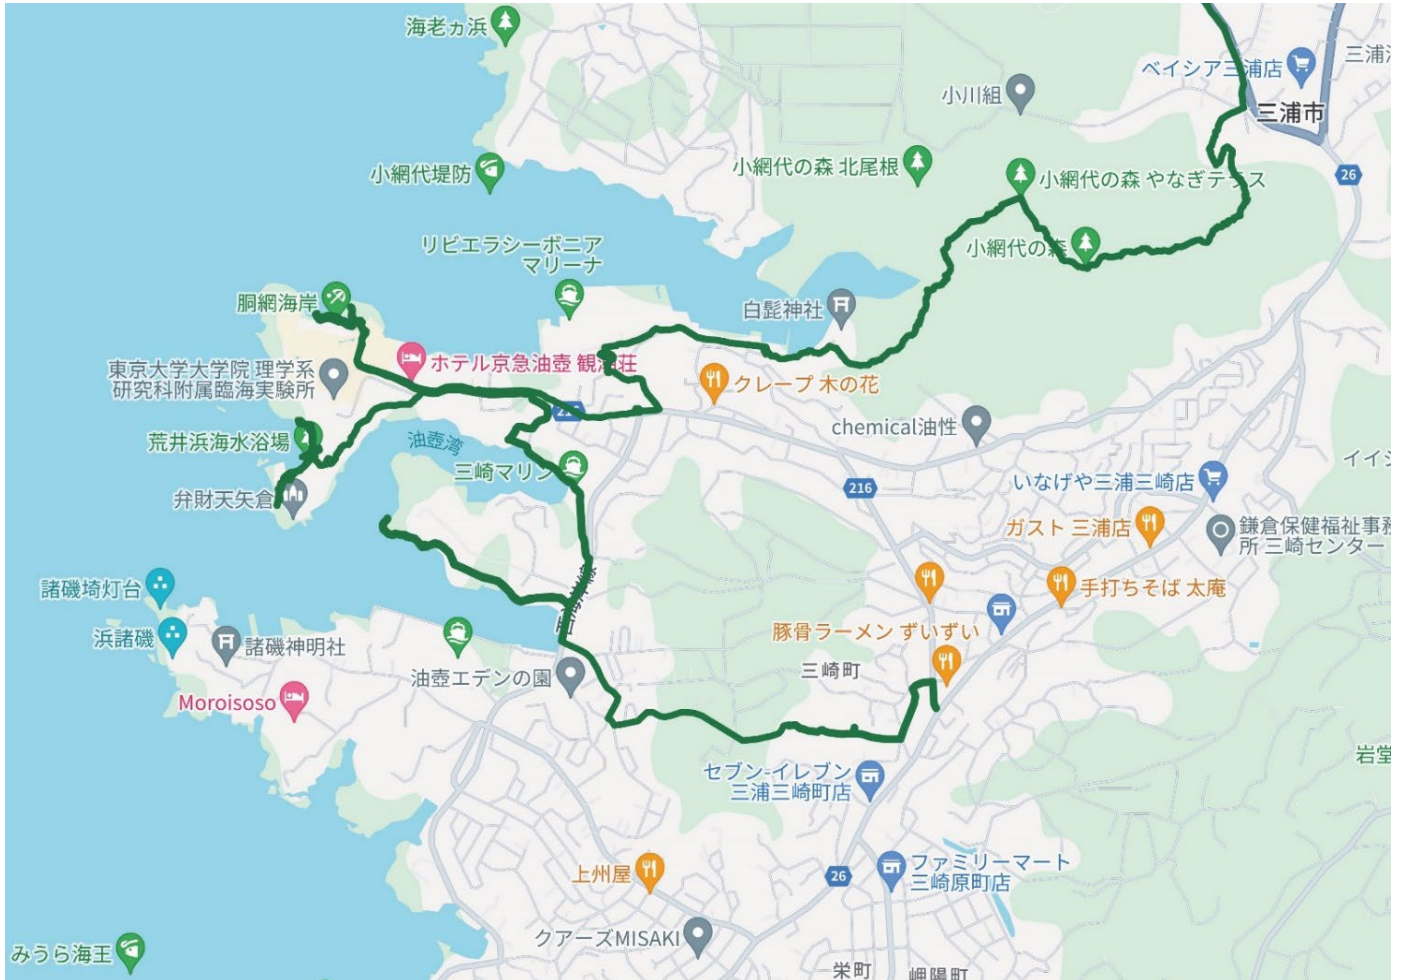 海老ヵ浜
ベイシア三浦店
三浦
小川組
三浦市
小網代堤防
小網代の森 北尾根
小網代の森 やなぎテラス
26
リビエラシーボニア
マリーナ
小網代の森
胴網海岸
白髭神社
東京大学大学院 理学系
研究科附属臨海実験所
ホテル京急油壺 観潮荘
クレープ 木の花
216
chemical油性
荒井浜海水浴場
油壺湾
三崎マリン
イイジ
弁財天矢倉
216
いなげや三浦三崎店
ガスト 三浦店
鎌倉保健福祉事務
所 三崎センター
諸磯埼灯台
手打ちそば 太庵
浜諸磯
諸磯神明社
豚骨ラーメン ずいずい
三崎町
油壺エデンの園
Moroisoso
岩堂
セブン-イレブン
三浦三崎町店
上州屋
26
ファミリーマート
三崎原町店
クアーズMISAKI
みうら海王
栄町
岬陽町